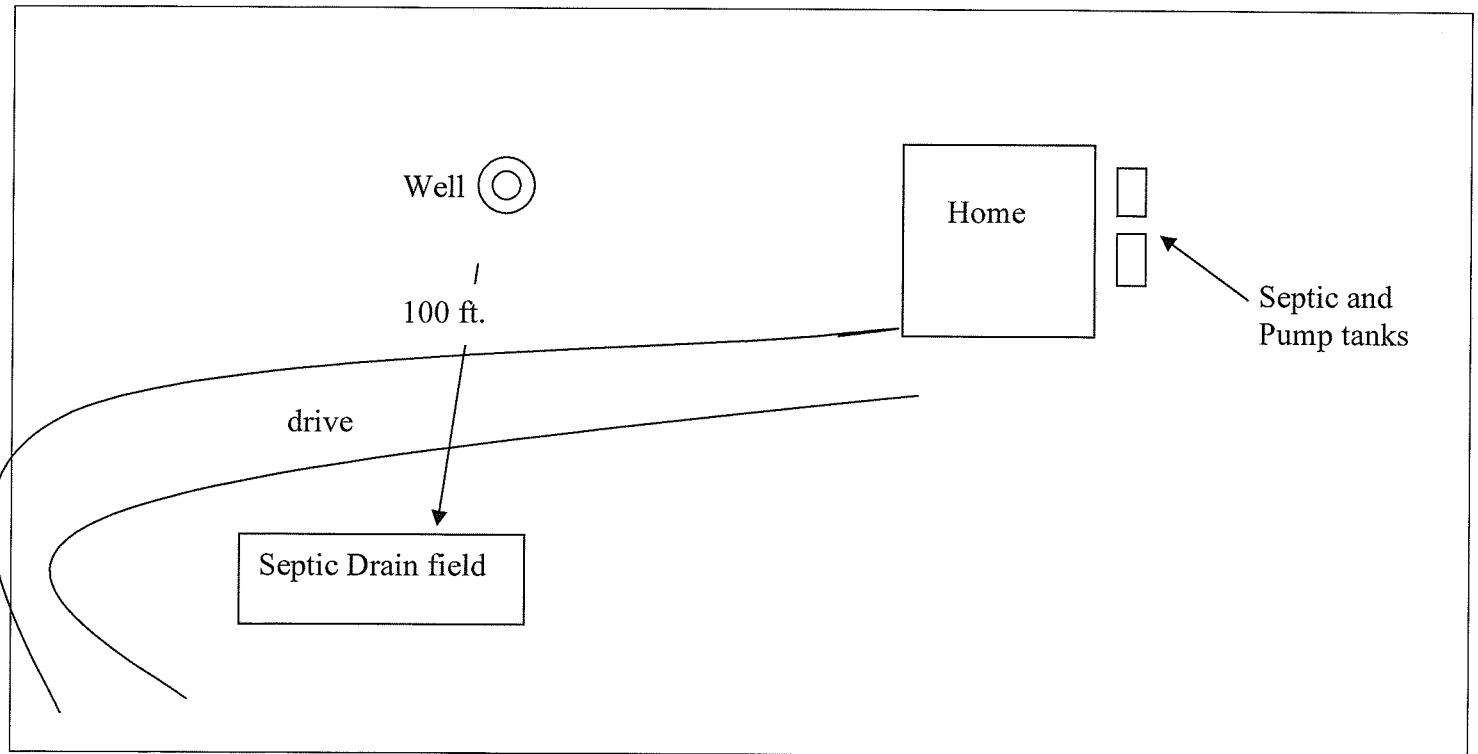 Well
Home
100 ft.
Septic and
Pump tanks
drive
Septic Drain field